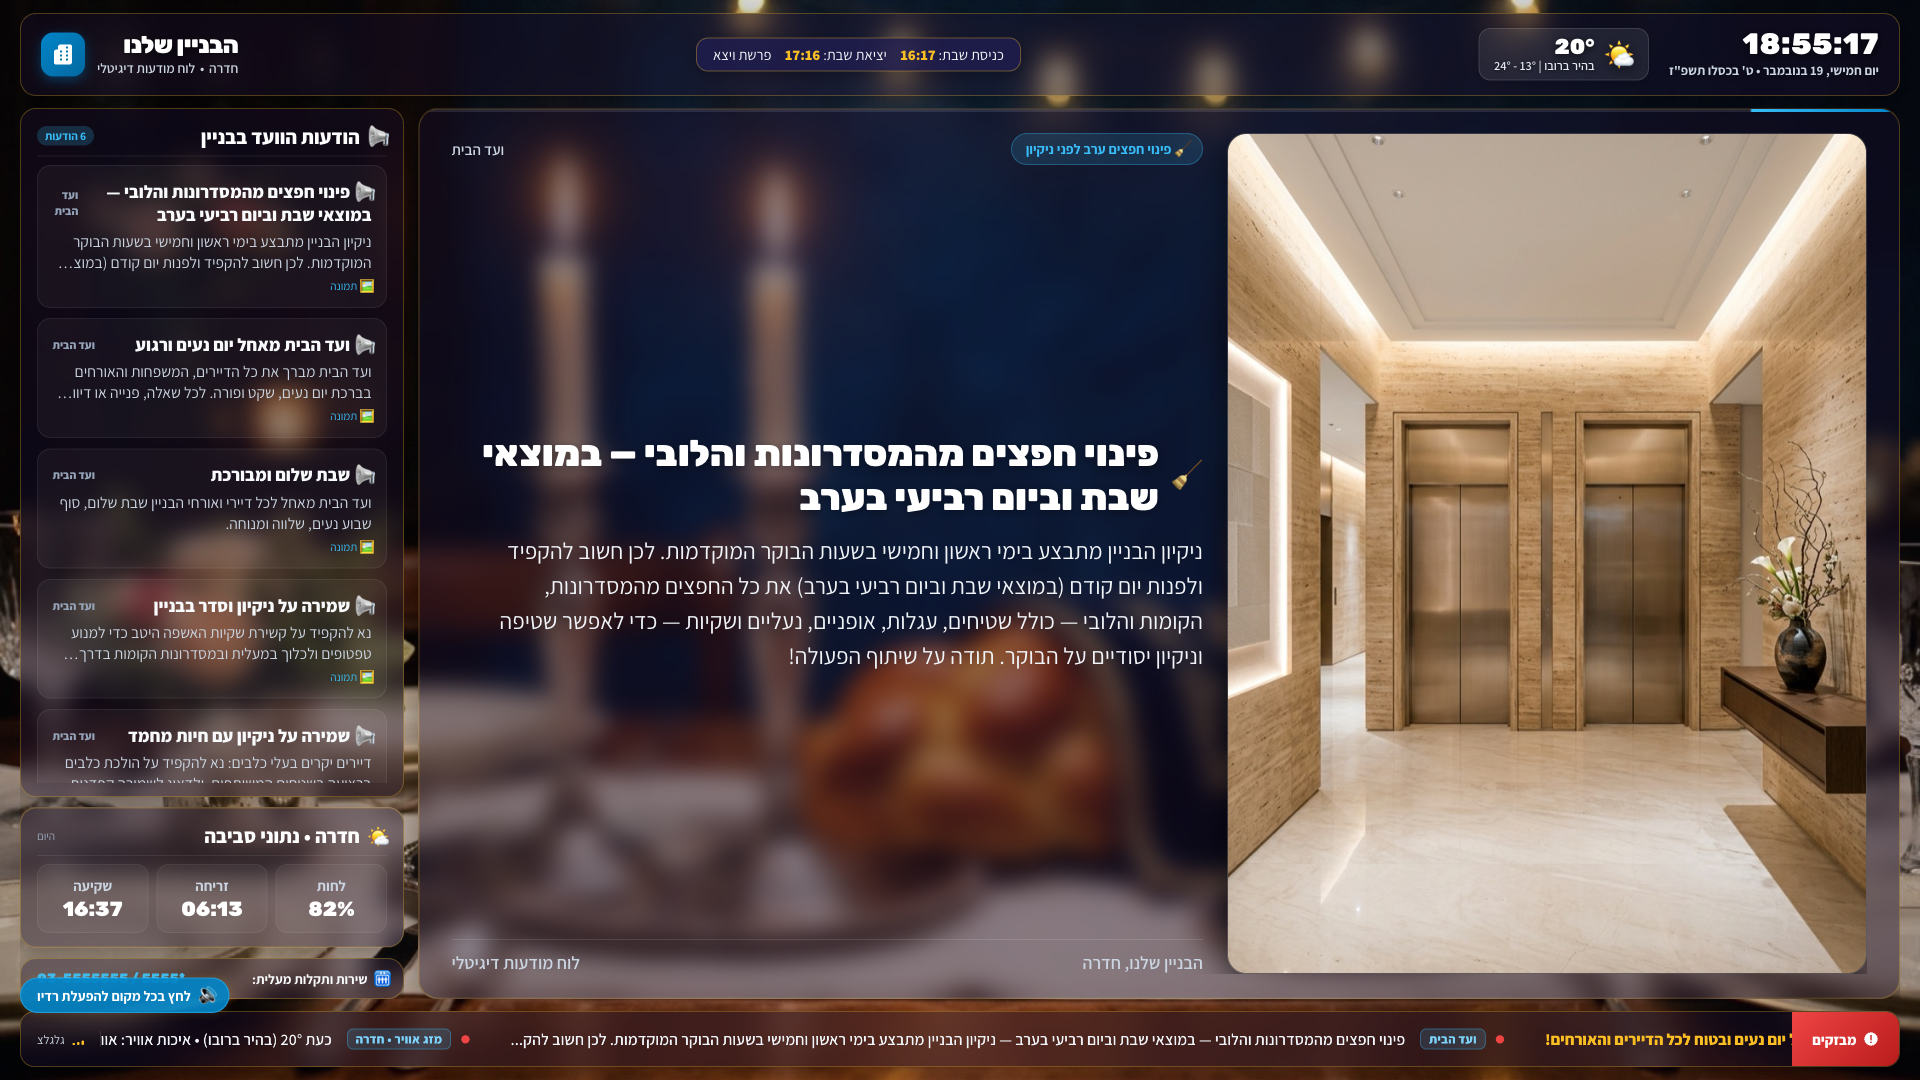 18:55:17
יום חמישי, 19 בנובמבר • ט' בכסלו תשפ"ז
20°
בהיר ברובו | 13° - 24°
כניסת שבת: 16:17 יציאת שבת: 17:16 פרשת ויצא
הבניין שלנו
חדרה • לוח מודעות דיגיטלי
פינוי חפצים ערב לפני ניקיון
ועד הבית
פינוי חפצים מהמסדרונות והלובי — במוצאי
שבת וביום רביעי בערב
ניקיון הבניין מתבצע בימי ראשון וחמישי בשעות הבוקר המוקדמות. לכן חשוב להקפיד
ולפנות יום קודם (במוצאי שבת וביום רביעי בערב) את כל החפצים מהמסדרונות,
הקומות והלובי — כולל שטיחים, עגלות, אופניים, נעליים ושקיות — כדי לאפשר שטיפה
וניקיון יסודיים על הבוקר. תודה על שיתוף הפעולה!
הבניין שלנו, חדרה
לוח מודעות דיגיטלי
הודעות הוועד בבניין
6 הודעות
פינוי חפצים מהמסדרונות והלובי —
במוצאי שבת וביום רביעי בערב
ועד הבית
ניקיון הבניין מתבצע בימי ראשון וחמישי בשעות הבוקר
המוקדמות. לכן חשוב להקפיד ולפנות יום קודם (במוצ...
תמונה
ועד הבית מאחל יום נעים ורגוע
ועד הבית
ועד הבית מברך את כל הדיירים, המשפחות והאורחים
בברכת יום נעים, שקט ופורה. לכל שאלה, פנייה או דיוו...
תמונה
שבת שלום ומבורכת
ועד הבית
ועד הבית מאחל לכל דיירי ואורחי הבניין שבת שלום, סוף
שבוע נעים, שלווה ומנוחה.
תמונה
שמירה על ניקיון וסדר בבניין
ועד הבית
נא להקפיד על קשירת שקיות האשפה היטב כדי למנוע
טפטופים ולכלוך במעלית ובמסדרונות הקומות בדרך...
תמונה
שמירה על ניקיון עם חיות מחמד
ועד הבית
דיירים יקרים בעלי כלבים: נא להקפיד על הולכת כלבים
חדרה • נתוני סביבה
היום
לחות
82%
זריחה
06:13
שקיעה
16:37
שירות ותקלות מעלית:
לחץ בכל מקום להפעלת רדיו
מבזקים
יום נעים ובטוח לכל הדיירים והאורחים!
ועד הבית
פינוי חפצים מהמסדרונות והלובי — במוצאי שבת וביום רביעי בערב — ניקיון הבניין מתבצע בימי ראשון וחמישי בשעות הבוקר המוקדמות. לכן חשוב להק...
מזג אוויר • חדרה
כעת 20° (בהיר ברובו) • איכות אוויר: אוו
גלגלצ